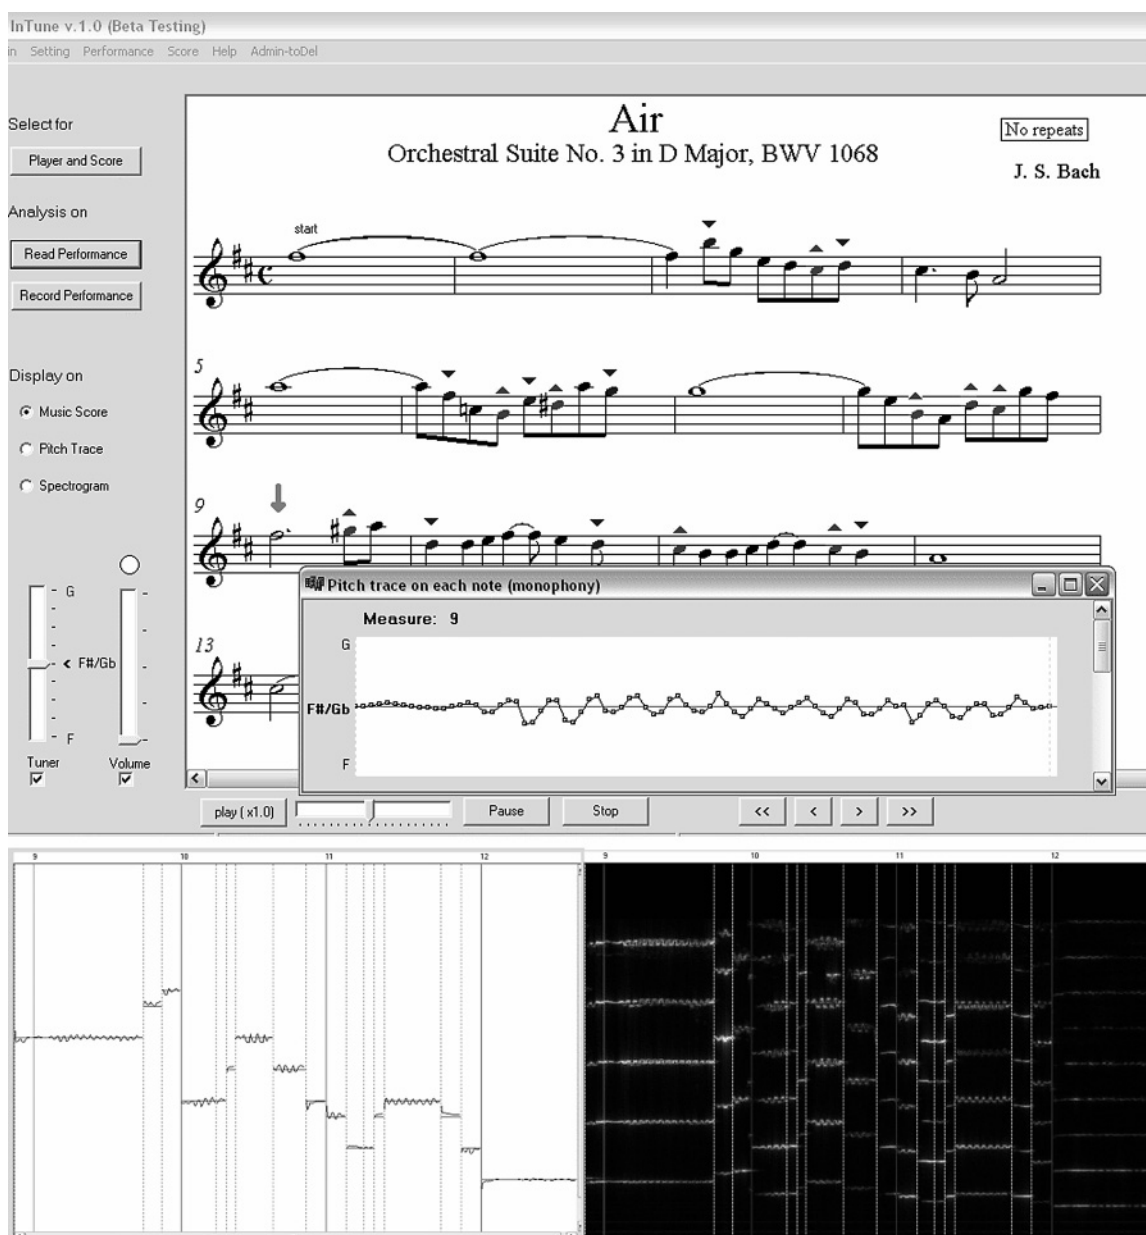 InTune v.1.0 (Beta Testing)
in Setting Performance Score Help Admin-toDel
Select for
Player and Score
Analysis on
Read Performance
Record Performance
Display on
Music Score
Pitch Trace
Spectrogram
G
F#/Gb
F
Tuner
Volume
Air
Orchestral Suite No. 3 in D Major, BWV 1068
No repeats
J. S. Bach
start
5
9
13
Pitch trace on each note (monophony)
Measure: 9
G
F#/Gb
F
play ( x1.0)
Pause
Stop
<<
<
>
>>
9 10 11 12
9 10 11 12